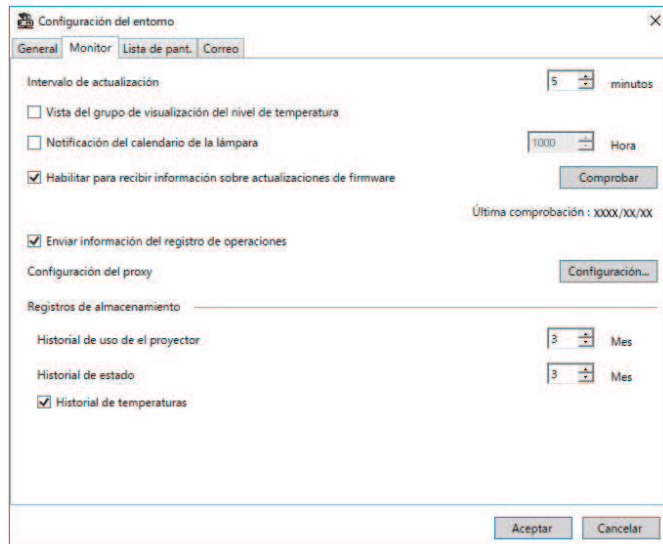 Configuración del entorno
General Monitor Lista de pant. Correo
Intervalo de actualización 5 minutos
Vista del grupo de visualización del nivel de temperatura
Notificación del calendario de la lámpara 1000 Hora
Habilitar para recibir información sobre actualizaciones de firmware Comprobar
Última comprobación : XXXX/XX/XX
Enviar información del registro de operaciones
Configuración del proxy Configuración...
Registros de almacenamiento
Historial de uso de el proyector 3 Mes
Historial de estado 3 Mes
Historial de temperaturas
Aceptar Cancelar